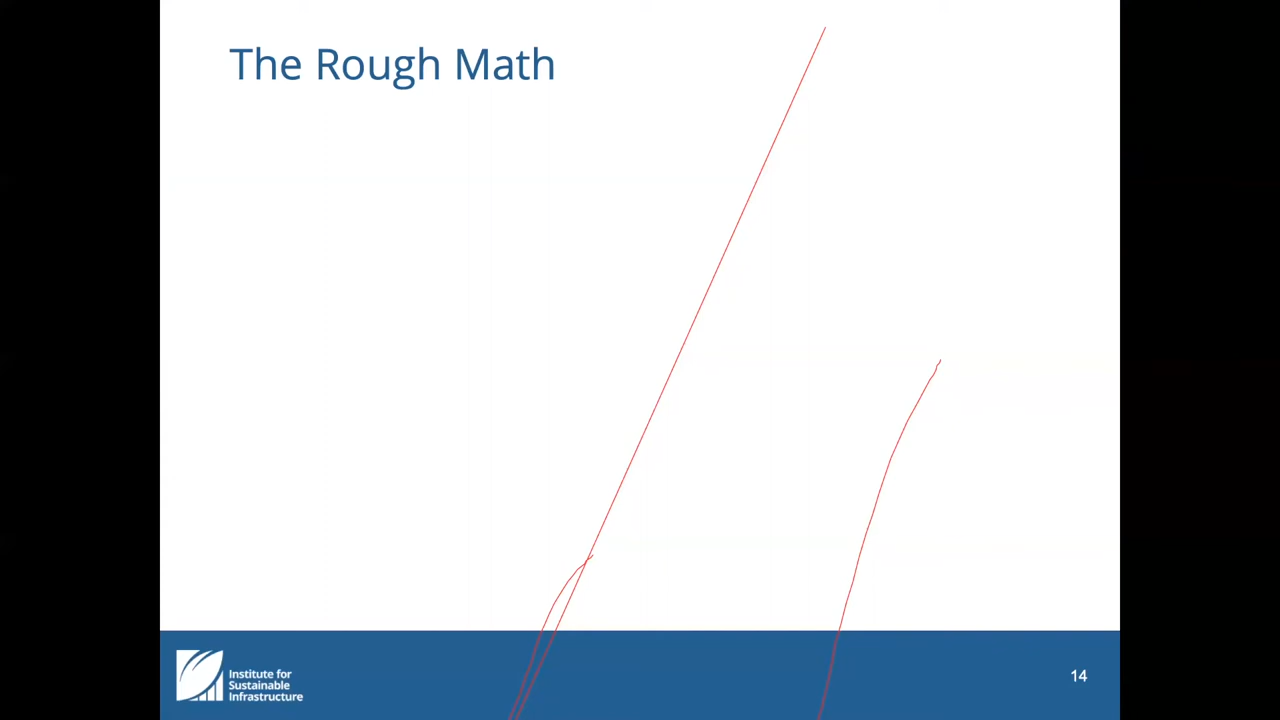 The Rough Math
Institute for
Sustainable
Infrastructure
14